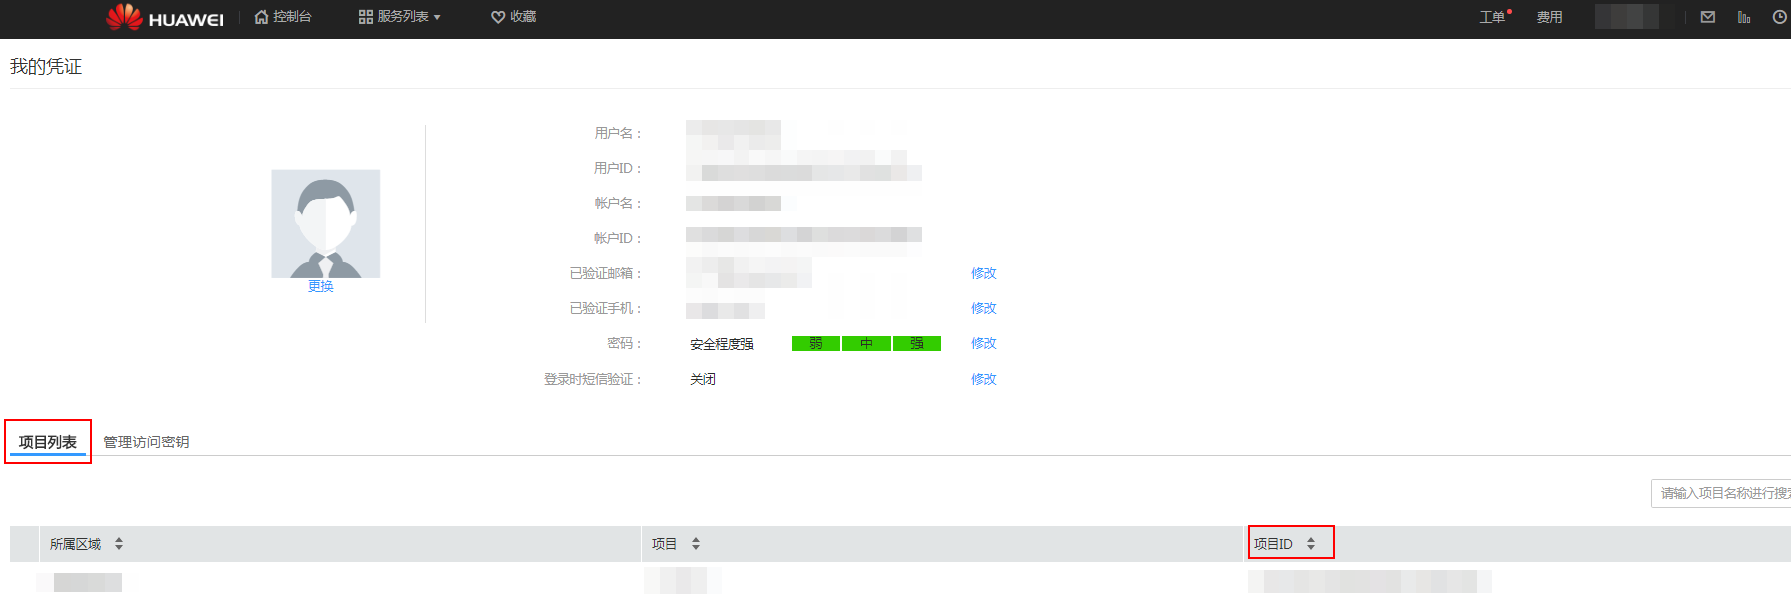 HUAWEI 控制台 服务列表 收藏 工单 费用
我的凭证
用户名：
用户ID：
帐户名：
帐户ID：
已验证邮箱： 修改
已验证手机： 修改
密码： 安全程度强 弱 中 强 修改
登录时短信验证： 关闭 修改
更换
项目列表 管理访问密钥
请输入项目名称进行搜
所属区域 项目 项目ID